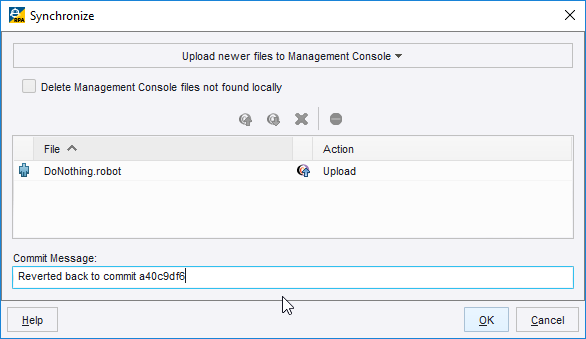 RPA Synchronize
Upload newer files to Management Console
Delete Management Console files not found locally
File Action
DoNothing.robot Upload
Commit Message:
Reverted back to commit a40c9df6
Help OK Cancel